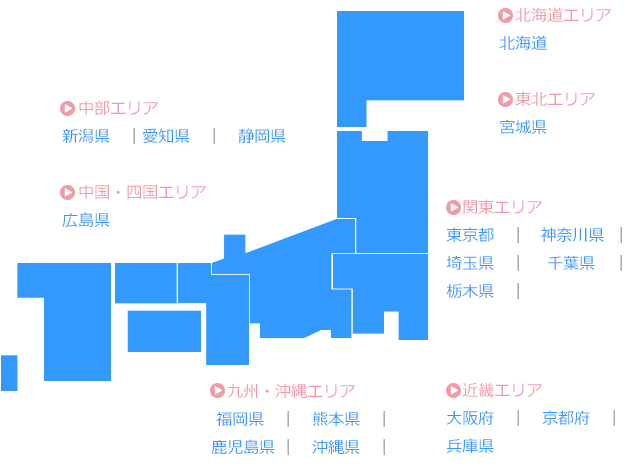 北海道エリア
北海道
東北エリア
宮城県
中部エリア
新潟県 | 愛知県 | 静岡県
中国・四国エリア
広島県
関東エリア
東京都 | 神奈川県 |
埼玉県 | 千葉県 |
栃木県 |
九州・沖縄エリア
福岡県 | 熊本県 |
鹿児島県 | 沖縄県 |
近畿エリア
大阪府 | 京都府 |
兵庫県